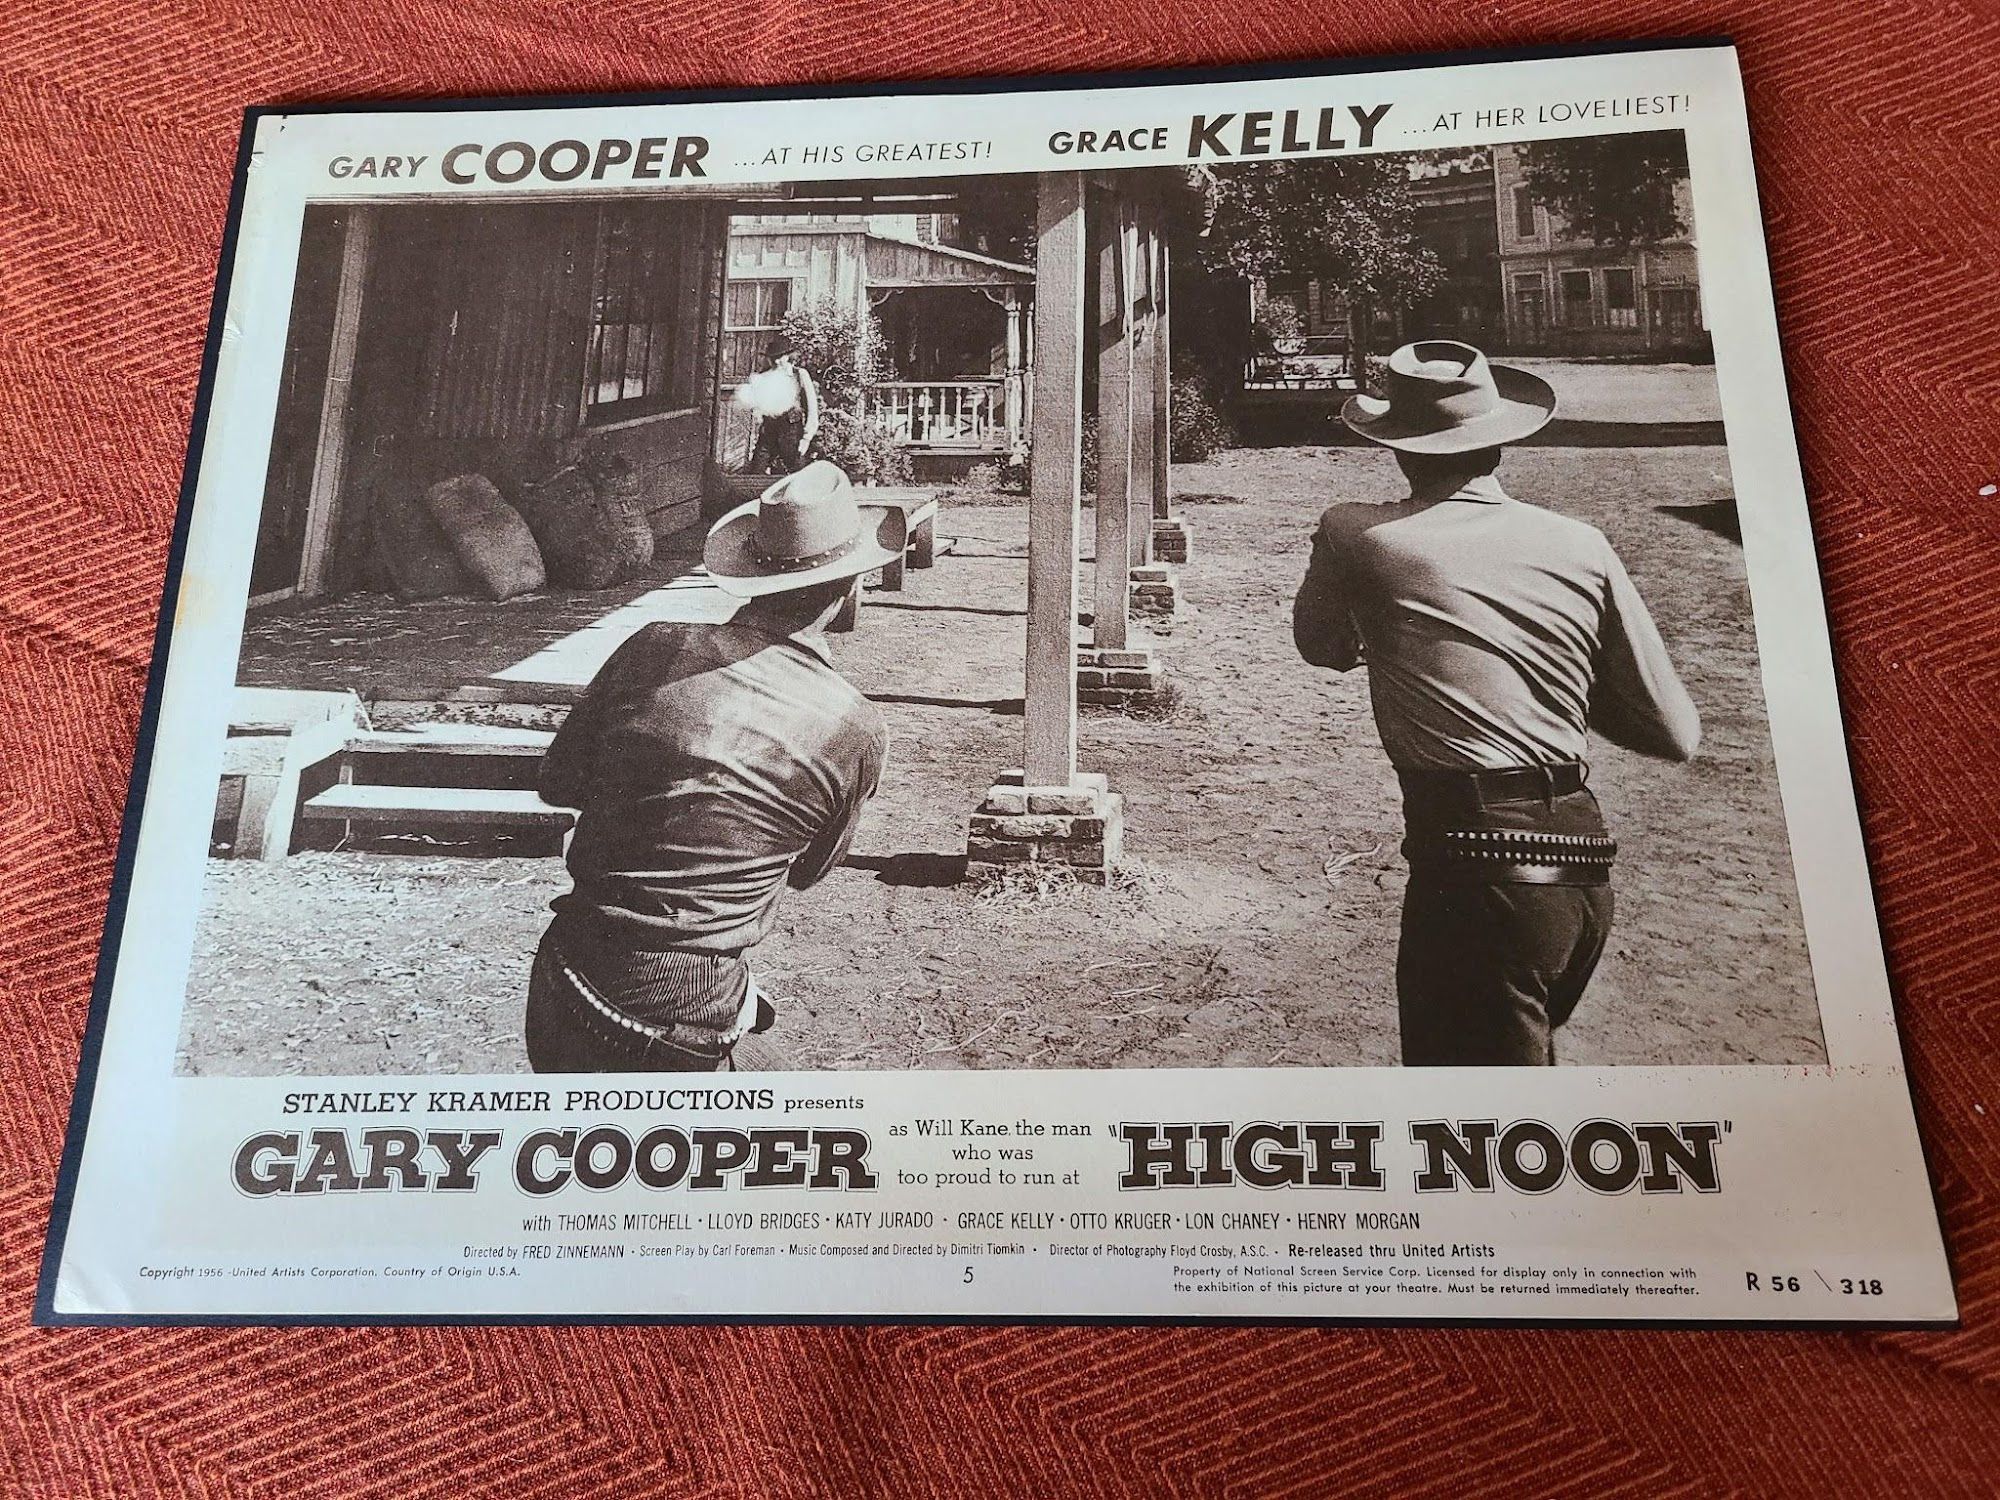 GARY COOPER ...AT HIS GREATEST! GRACE KELLY ...AT HER LOVELIEST!
STANLEY KRAMER PRODUCTIONS presents
GARY COOPER as Will Kane, the man who was too proud to run at "HIGH NOON"
with THOMAS MITCHELL · LLOYD BRIDGES · KATY JURADO · GRACE KELLY · OTTO KRUGER · LON CHANEY · HENRY MORGAN
Directed by FRED ZINNEMANN · Screen Play by Carl Foreman · Music Composed and Directed by Dimitri Tiomkin · Director of Photography Floyd Crosby, A.S.C. · Re-released thru United Artists
Copyright 1956 -United Artists Corporation, Country of Origin U.S.A.
5
Property of National Screen Service Corp. Licensed for display only in connection with
the exhibition of this picture at your theatre. Must be returned immediately thereafter.
R 56 \ 318